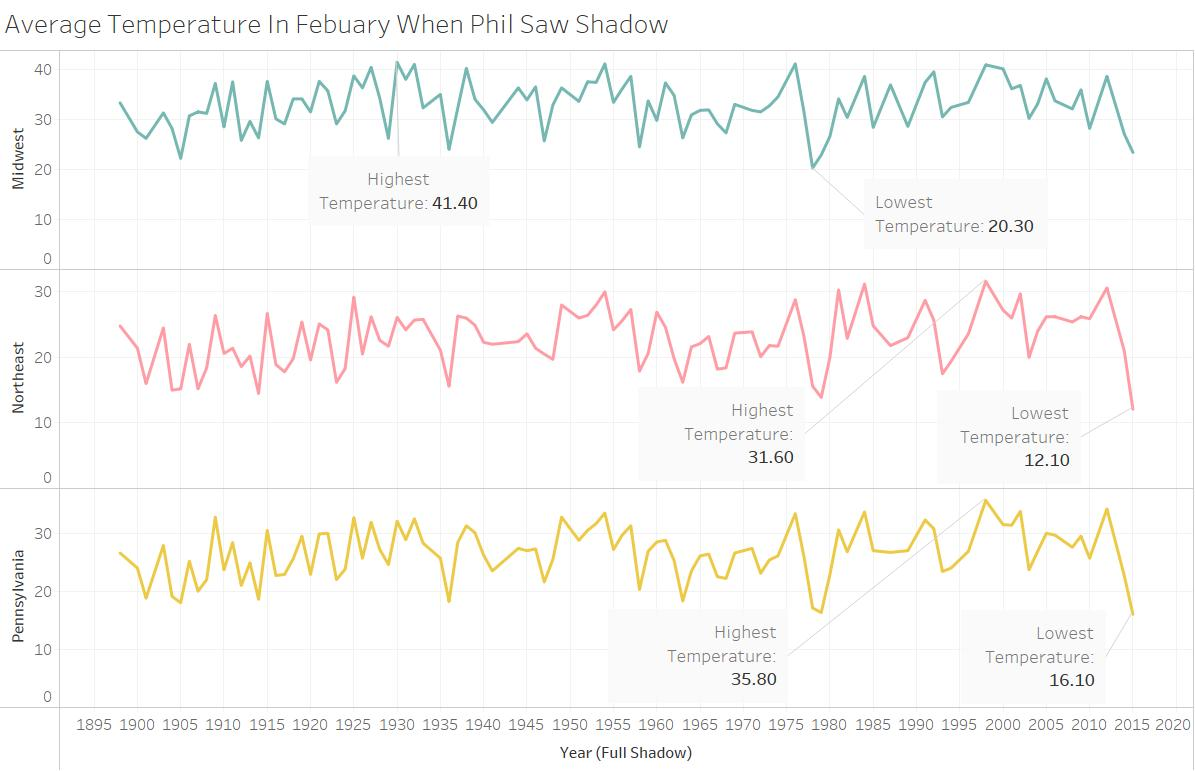 Average Temperature In Febuary When Phil Saw Shadow
Midwest
40
30
20
10
0
Highest
Temperature: 41.40
Lowest
Temperature: 20.30
Northeast
30
20
10
0
Highest
Temperature:
31.60
Lowest
Temperature:
12.10
Pennsylvania
30
20
10
0
Highest
Temperature:
35.80
Lowest
Temperature:
16.10
1895 1900 1905 1910 1915 1920 1925 1930 1935 1940 1945 1950 1955 1960 1965 1970 1975 1980 1985 1990 1995 2000 2005 2010 2015 2020
Year (Full Shadow)